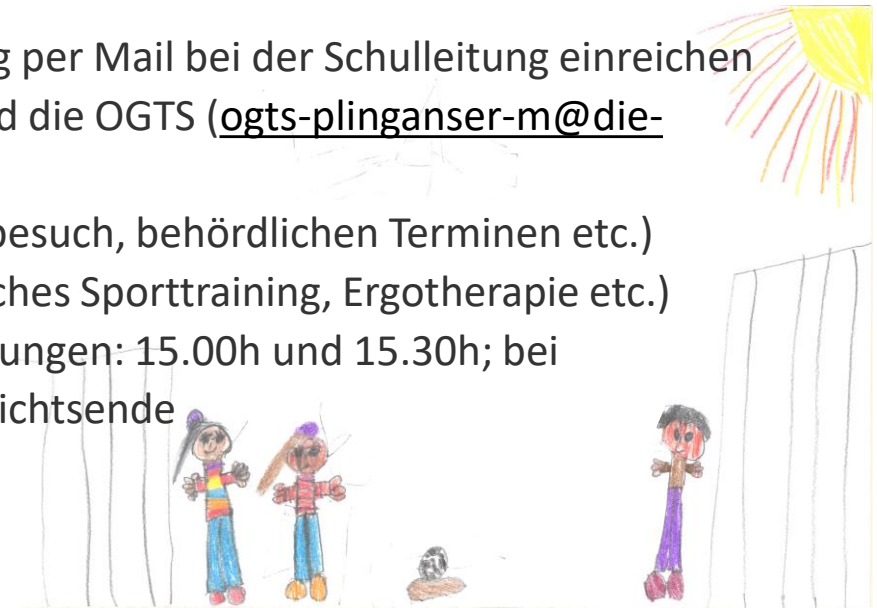 g per Mail bei der Schulleitung einreichen
d die OGTS (ogts-plinganser-m@die-
besuch, behördlichen Terminen etc.)
ches Sporttraining, Ergotherapie etc.)
ungen: 15.00h und 15.30h; bei
ichtsende